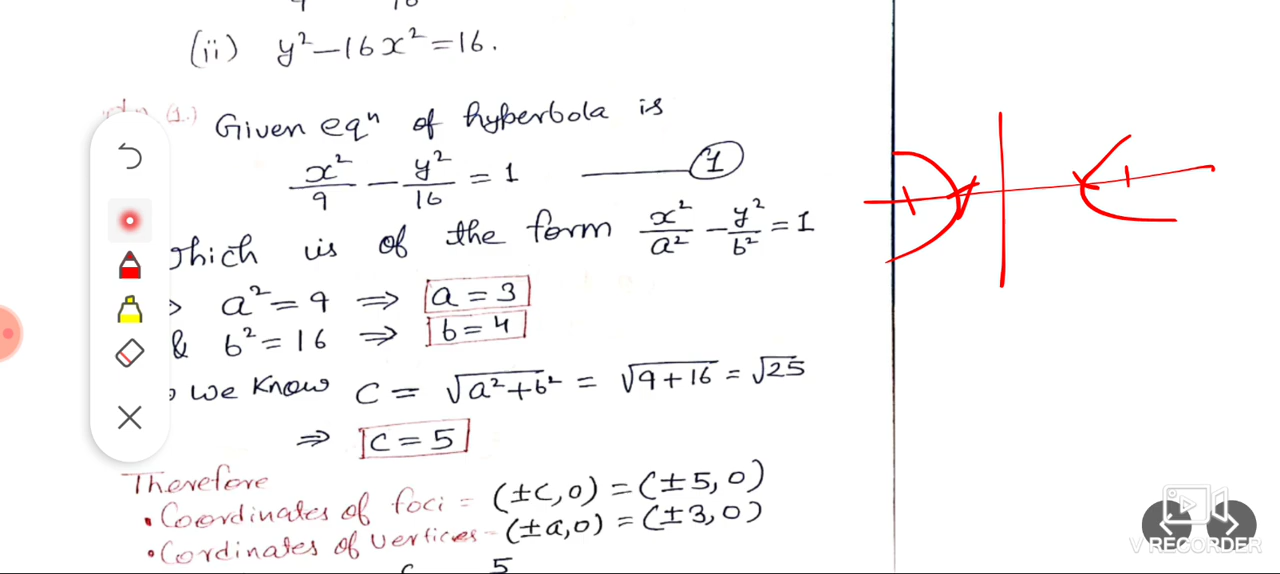 (ii) y² − 16x² = 16.
(1.) Given eqⁿ of hyperbola is
x²/9 − y²/16 = 1 ——— (1)
which is of the form x²/a² − y²/b² = 1
a² = 9 ⇒ a = 3
& b² = 16 ⇒ b = 4
we know C = √a²+b² = √9+16 = √25
⇒ C = 5
Therefore
• Coordinates of foci = (±C, 0) = (±5, 0)
• Cordinates of vertices - (±a, 0) = (±3, 0)
5
V RECORDER